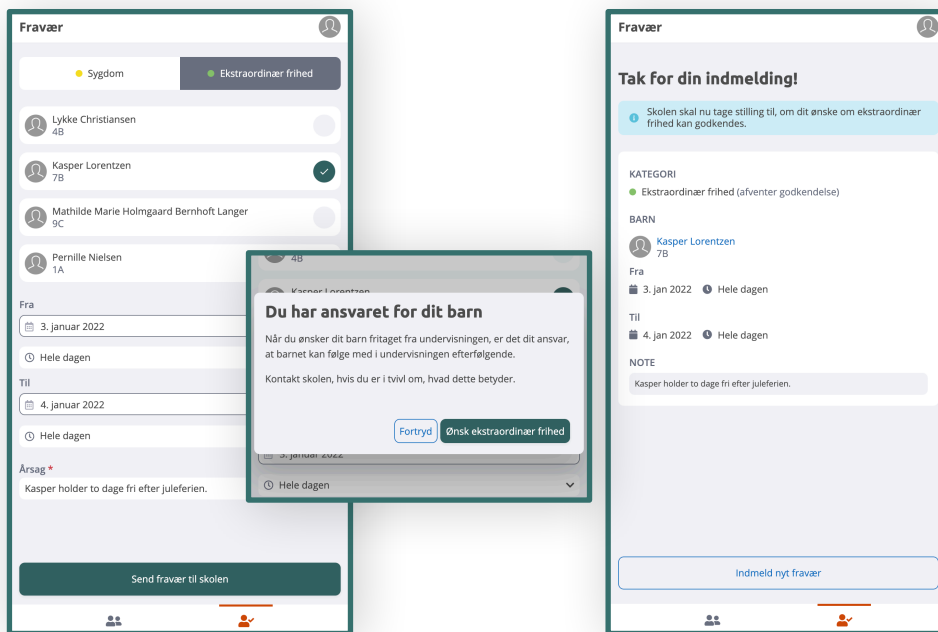 Fravær
Sygdom
Ekstraordinær frihed
Lykke Christiansen
4B
Kasper Lorentzen
7B
Mathilde Marie Holmgaard Bernhoft Langer
9C
Pernille Nielsen
1A
Fra
3. januar 2022
Hele dagen
Til
4. januar 2022
Hele dagen
Årsag *
Kasper holder to dage fri efter juleferien.
Send fravær til skolen
4B
Kasper Lorentzen
Du har ansvaret for dit barn
Når du ønsker dit barn fritaget fra undervisningen, er det dit ansvar,
at barnet kan følge med i undervisningen efterfølgende.
Kontakt skolen, hvis du er i tvivl om, hvad dette betyder.
Fortryd
Ønsk ekstraordinær frihed
3. januar 2022
Hele dagen
Fravær
Tak for din indmelding!
Skolen skal nu tage stilling til, om dit ønske om ekstraordinær
frihed kan godkendes.
KATEGORI
Ekstraordinær frihed (afventer godkendelse)
BARN
Kasper Lorentzen
7B
Fra
3. jan 2022 Hele dagen
Til
4. jan 2022 Hele dagen
NOTE
Kasper holder to dage fri efter juleferien.
Indmeld nyt fravær